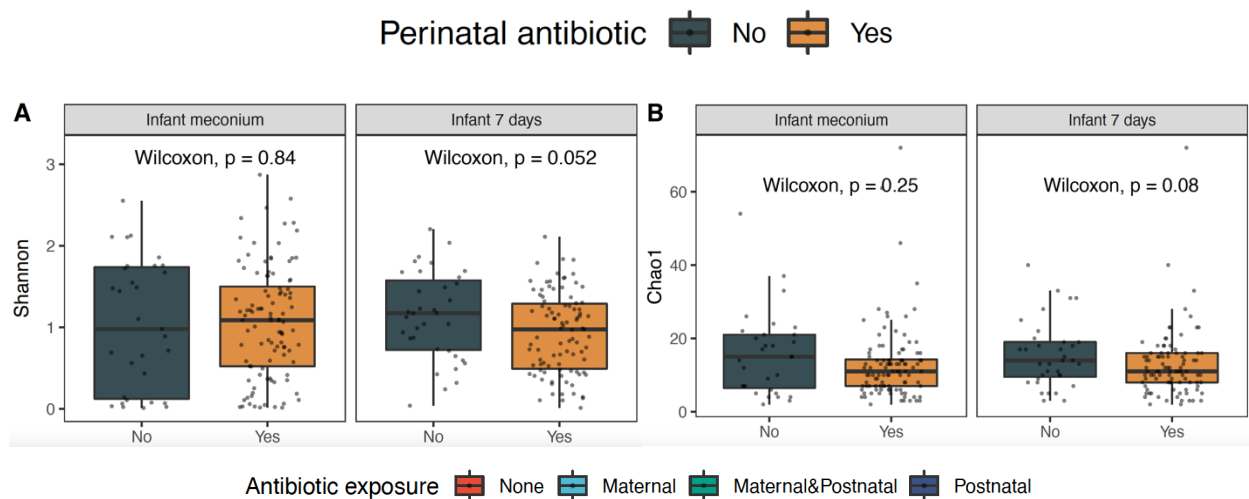 Perinatal antibiotic No Yes
A B
Infant meconium Infant 7 days Infant meconium Infant 7 days
Wilcoxon, p = 0.84 Wilcoxon, p = 0.052 Wilcoxon, p = 0.25 Wilcoxon, p = 0.08
Shannon
3
2
1
0
Chao1
60
40
20
0
No Yes No Yes No Yes No Yes
Antibiotic exposure None Maternal Maternal&Postnatal Postnatal